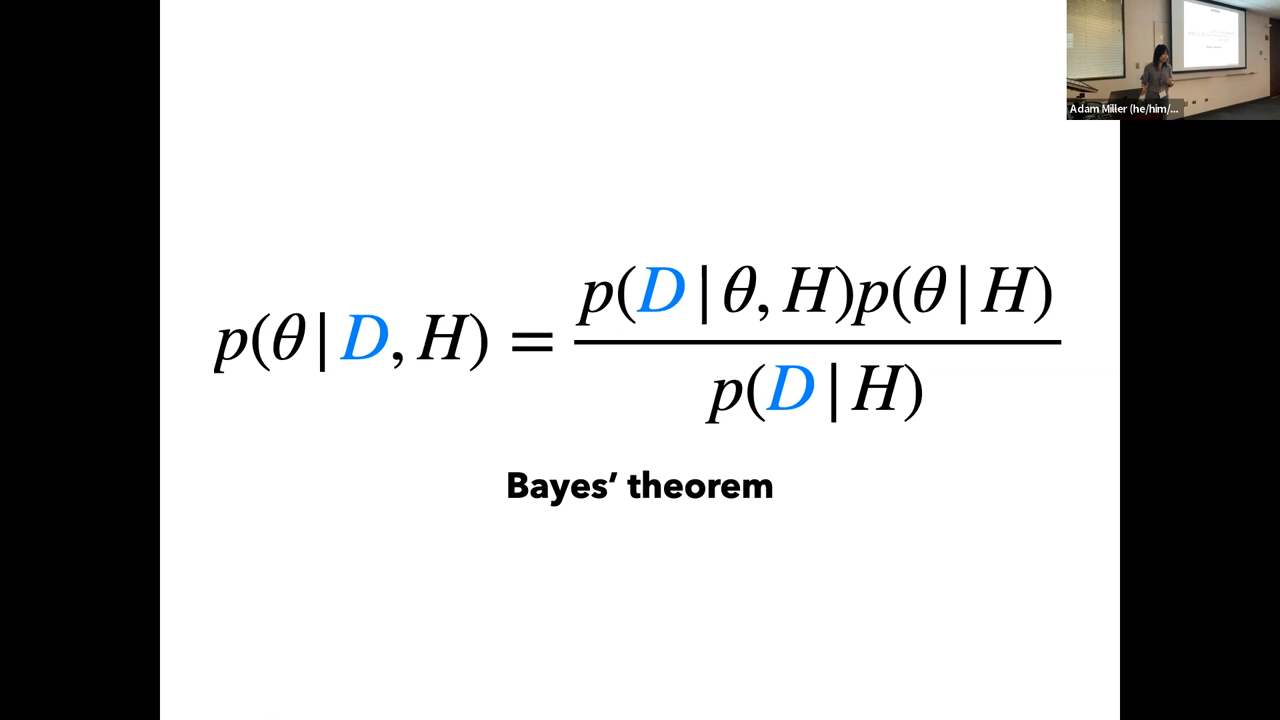 Adam Miller (he/him/...
p(θ|D, H) = p(D|θ, H)p(θ|H)
p(D|H)
Bayes’ theorem